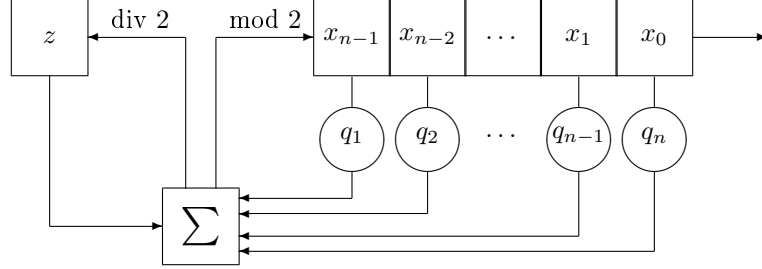 div 2 mod 2
z x_{n-1} x_{n-2} ... x_1 x_0
q_1 q_2 ... q_{n-1} q_n
∑